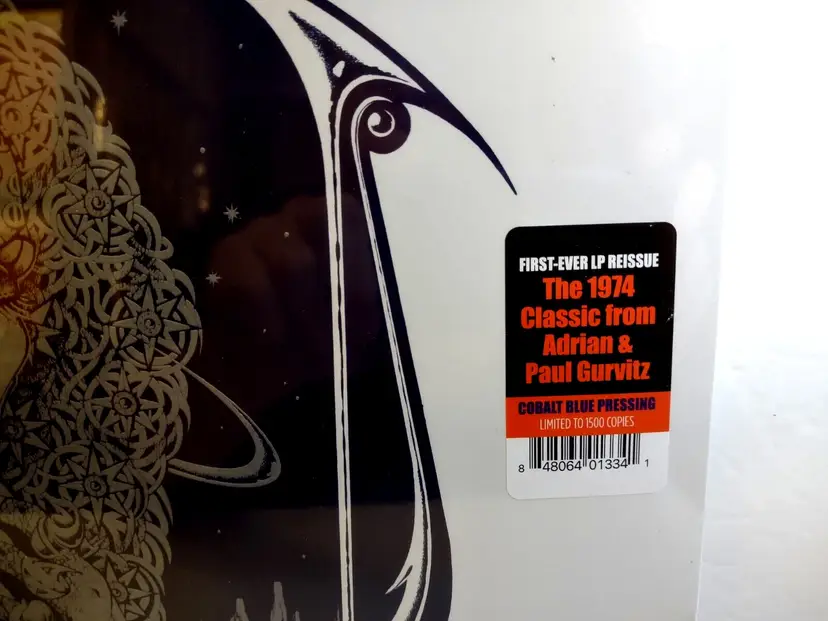 FIRST-EVER LP REISSUE
The 1974
Classic from
Adrian &
Paul Gurvitz
COBALT BLUE PRESSING
LIMITED TO 1500 COPIES
8 48064 01334 1